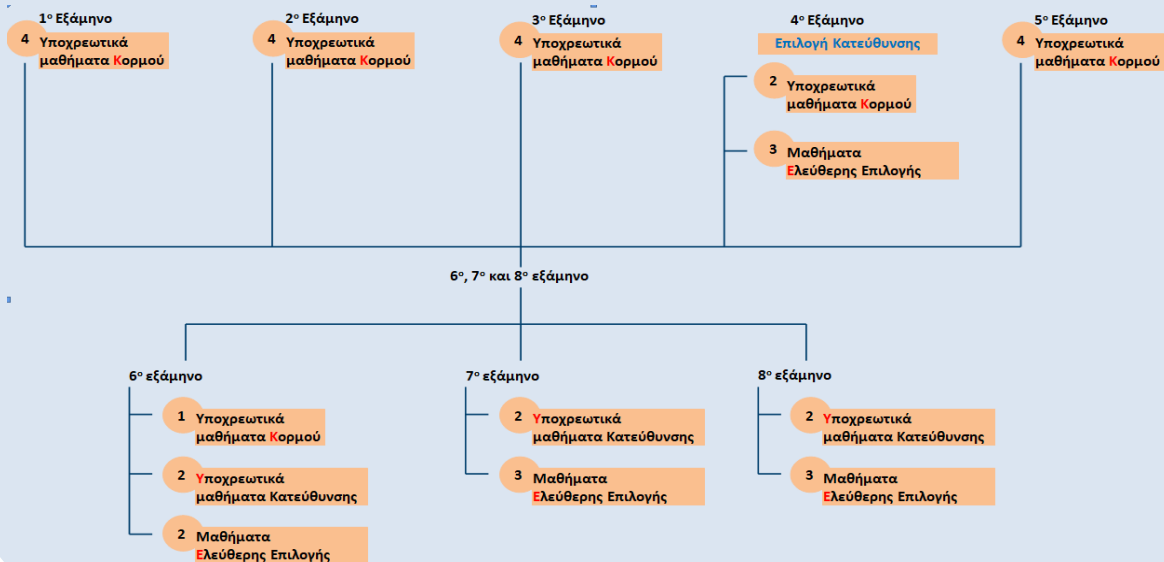 1ο Εξάμηνο
4 Υποχρεωτικά
μαθήματα Κορμού
2ο Εξάμηνο
4 Υποχρεωτικά
μαθήματα Κορμού
3ο Εξάμηνο
4 Υποχρεωτικά
μαθήματα Κορμού
4ο Εξάμηνο
Επιλογή Κατεύθυνσης
2 Υποχρεωτικά
μαθήματα Κορμού
3 Μαθήματα
Ελεύθερης Επιλογής
5ο Εξάμηνο
4 Υποχρεωτικά
μαθήματα Κορμού
6ο, 7ο και 8ο εξάμηνο
6ο εξάμηνο
1 Υποχρεωτικά
μαθήματα Κορμού
2 Υποχρεωτικά
μαθήματα Κατεύθυνσης
2 Μαθήματα
Ελεύθερης Επιλογής
7ο εξάμηνο
2 Υποχρεωτικά
μαθήματα Κατεύθυνσης
3 Μαθήματα
Ελεύθερης Επιλογής
8ο εξάμηνο
2 Υποχρεωτικά
μαθήματα Κατεύθυνσης
3 Μαθήματα
Ελεύθερης Επιλογής